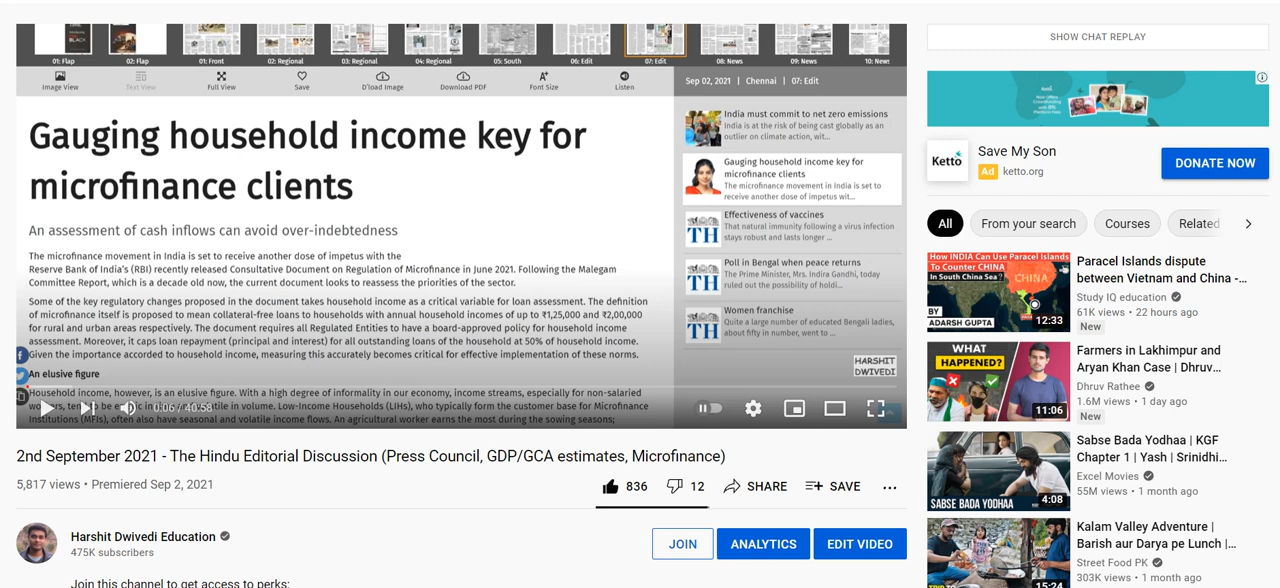 01: Flap
02: Flap
01: Front
02: Regional
03: Regional
04: Regional
05: South
06: Edit
07: Edit
08: News
09: News
10: News
Image View
Text View
Full View
Save
D'load Image
Download PDF
Font Size
Listen
Gauging household income key for
microfinance clients
An assessment of cash inflows can avoid over-indebtedness
The microfinance movement in India is set to receive another dose of impetus with the
Reserve Bank of India's (RBI) recently released Consultative Document on Regulation of Microfinance in June 2021. Following the Malegam
Committee Report, which is a decade old now, the current document looks to reassess the priorities of the sector.
Some of the key regulatory changes proposed in the document takes household income as a critical variable for loan assessment. The definition
of microfinance itself is proposed to mean collateral-free loans to households with annual household incomes of up to ₹1,25,000 and ₹2,00,000
for rural and urban areas respectively. The document requires all Regulated Entities to have a board-approved policy for household income
assessment. Moreover, it caps loan repayment (principal and interest) for all outstanding loans of the household at 50% of household income.
Given the importance accorded to household income, measuring this accurately becomes critical for effective implementation of these norms.
An elusive figure
Household income, however, is an elusive figure. With a high degree of informality in our economy, income streams, especially for non-salaried
volatile in volume. Low-Income Households (LIHs), who typically form the customer base for Microfinance
Institutions (MFIs), often also have seasonal and volatile income flows. An agricultural worker earns the most during the sowing seasons;
0:05 / 40:58
Sep 02, 2021 | Chennai | 07: Edit
India must commit to net zero emissions
India is at the risk of being cast globally as an
outlier on climate action, wit...
Gauging household income key for
microfinance clients
The microfinance movement in India is set to
receive another dose of impetus wit...
Effectiveness of vaccines
That natural immunity following a virus infection
stays robust and lasts longer ...
TH
Poll in Bengal when peace returns
The Prime Minister, Mrs. Indira Gandhi, today
ruled out the possibility of holdi...
TH
Women franchise
Quite a large number of educated Bengali ladies,
about fifty in number, went to ...
TH
HARSHIT
DWIVEDI
2nd September 2021 - The Hindu Editorial Discussion (Press Council, GDP/GCA estimates, Microfinance)
5,817 views • Premiered Sep 2, 2021
836
12
SHARE
SAVE
Harshit Dwivedi Education
475K subscribers
JOIN
ANALYTICS
EDIT VIDEO
Join this channel to get access to perks:
SHOW CHAT REPLAY
Ketto
Save My Son
Ad ketto.org
DONATE NOW
All
From your search
Courses
Related
How INDIA Can Use Paracel Islands
To Counter CHINA
In South China Sea?
CHINA
BY
ADARSH GUPTA
12:33
Paracel Islands dispute
between Vietnam and China -...
Study IQ education
61K views • 22 hours ago
New
WHAT
HAPPENED?
11:06
Farmers in Lakhimpur and
Aryan Khan Case | Dhruv...
Dhruv Rathee
1.6M views • 1 day ago
New
SABSE BADA YODHAA
4:08
Sabse Bada Yodhaa | KGF
Chapter 1 | Yash | Srinidhi...
Excel Movies
55M views • 1 month ago
15:24
Kalam Valley Adventure |
Barish aur Darya pe Lunch |...
Street Food PK
303K views • 1 month ago